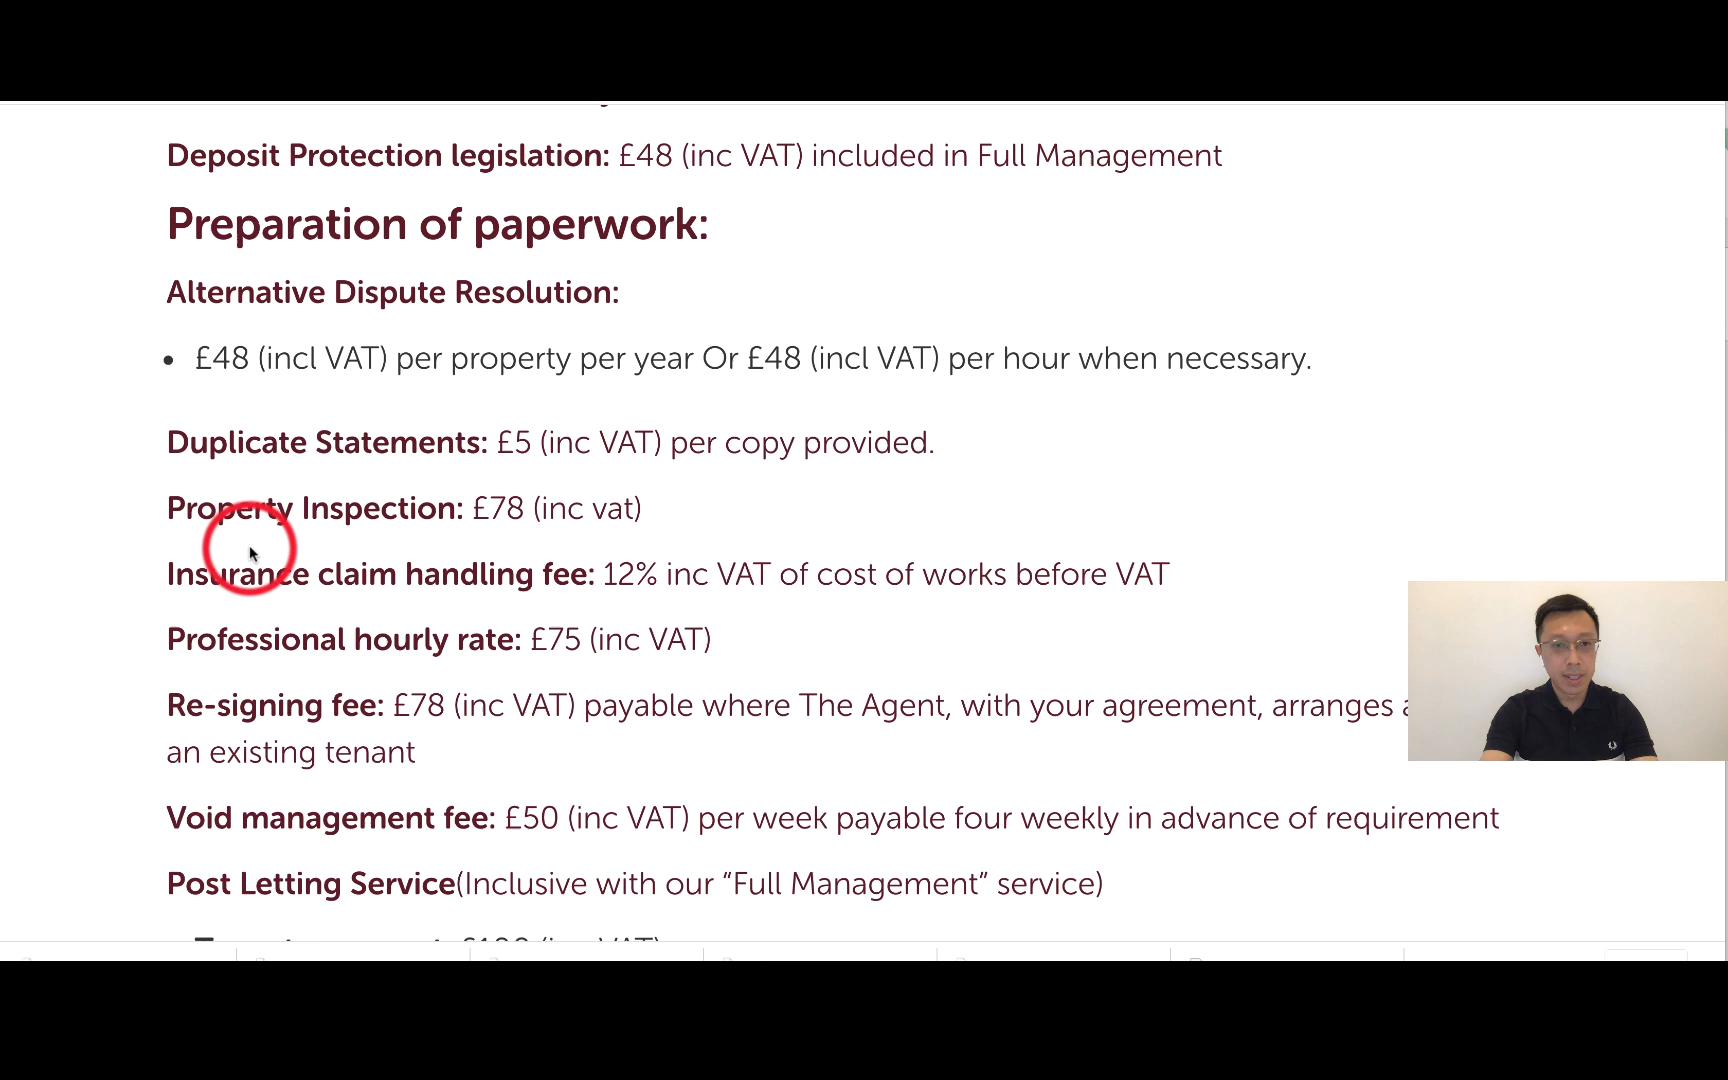 Deposit Protection legislation: £48 (inc VAT) included in Full Management
Preparation of paperwork:
Alternative Dispute Resolution:
• £48 (incl VAT) per property per year Or £48 (incl VAT) per hour when necessary.
Duplicate Statements: £5 (inc VAT) per copy provided.
Property Inspection: £78 (inc vat)
Insurance claim handling fee: 12% inc VAT of cost of works before VAT
Professional hourly rate: £75 (inc VAT)
Re-signing fee: £78 (inc VAT) payable where The Agent, with your agreement, arranges
an existing tenant
Void management fee: £50 (inc VAT) per week payable four weekly in advance of requirement
Post Letting Service(Inclusive with our “Full Management” service)